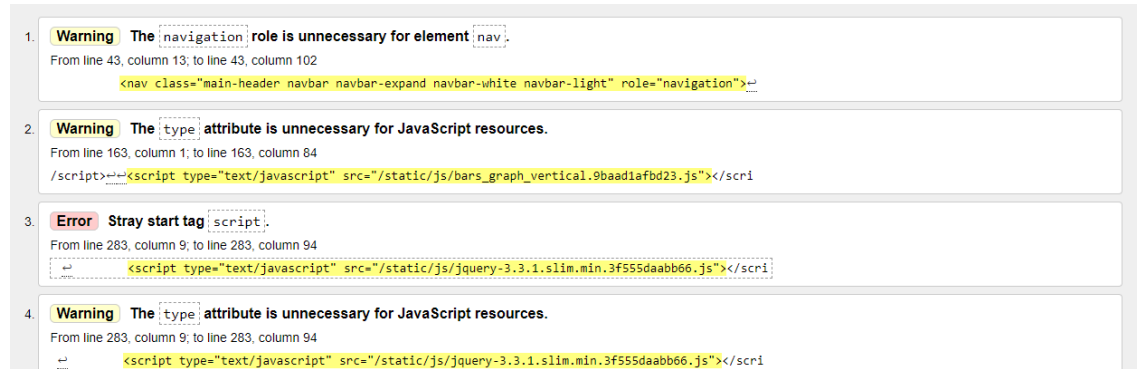 1. Warning The navigation role is unnecessary for element nav.
From line 43, column 13; to line 43, column 102
<nav class="main-header navbar navbar-expand navbar-white navbar-light" role="navigation">↩
2. Warning The type attribute is unnecessary for JavaScript resources.
From line 163, column 1; to line 163, column 84
/script>↩↩<script type="text/javascript" src="/static/js/bars_graph_vertical.9baad1afbd23.js"></scri
3. Error Stray start tag script.
From line 283, column 9; to line 283, column 94
↩ <script type="text/javascript" src="/static/js/jquery-3.3.1.slim.min.3f555daabb66.js"></scri
4. Warning The type attribute is unnecessary for JavaScript resources.
From line 283, column 9; to line 283, column 94
↩ <script type="text/javascript" src="/static/js/jquery-3.3.1.slim.min.3f555daabb66.js"></scri